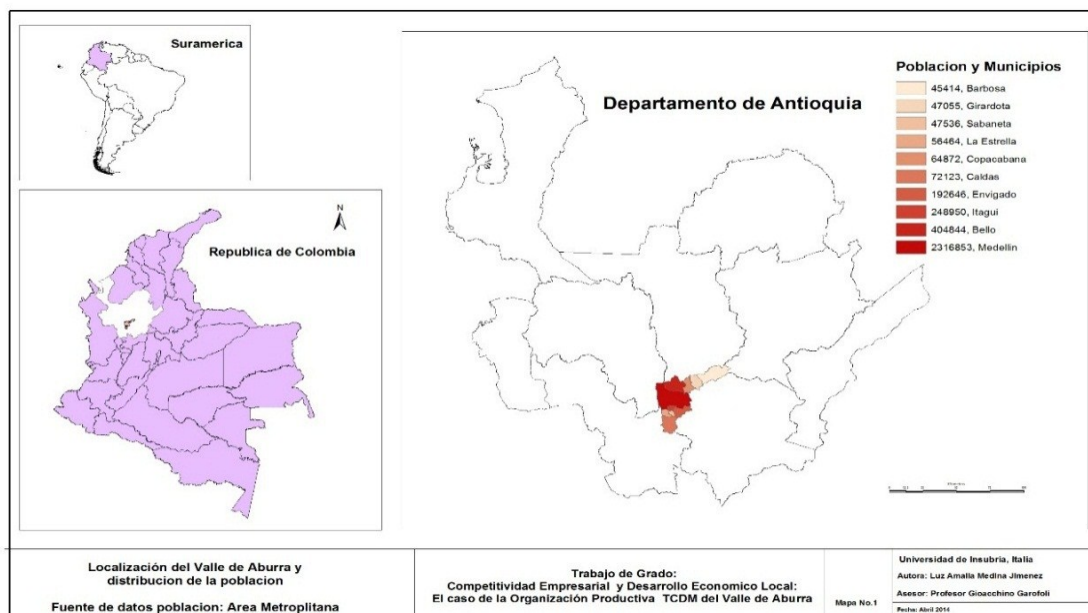 Suramerica
N
Republica de Colombia
Departamento de Antioquia
Poblacion y Municipios
45414, Barbosa
47055, Girardota
47536, Sabaneta
56464, La Estrella
64872, Copacabana
72123, Caldas
192646, Envigado
248950, Itagui
404844, Bello
2316853, Medellin
Localización del Valle de Aburra y
distribucion de la poblacion
Fuente de datos poblacion: Area Metroplitana
Trabajo de Grado:
Competitividad Empresarial y Desarrollo Economico Local:
El caso de la Organización Productiva TCDM del Valle de Aburra
Mapa No.1
Universidad de Insubria, Italia
Autora: Luz Amalia Medina Jimenez
Asesor: Profesor Gioacchino Garofoli
Fecha: Abril 2014